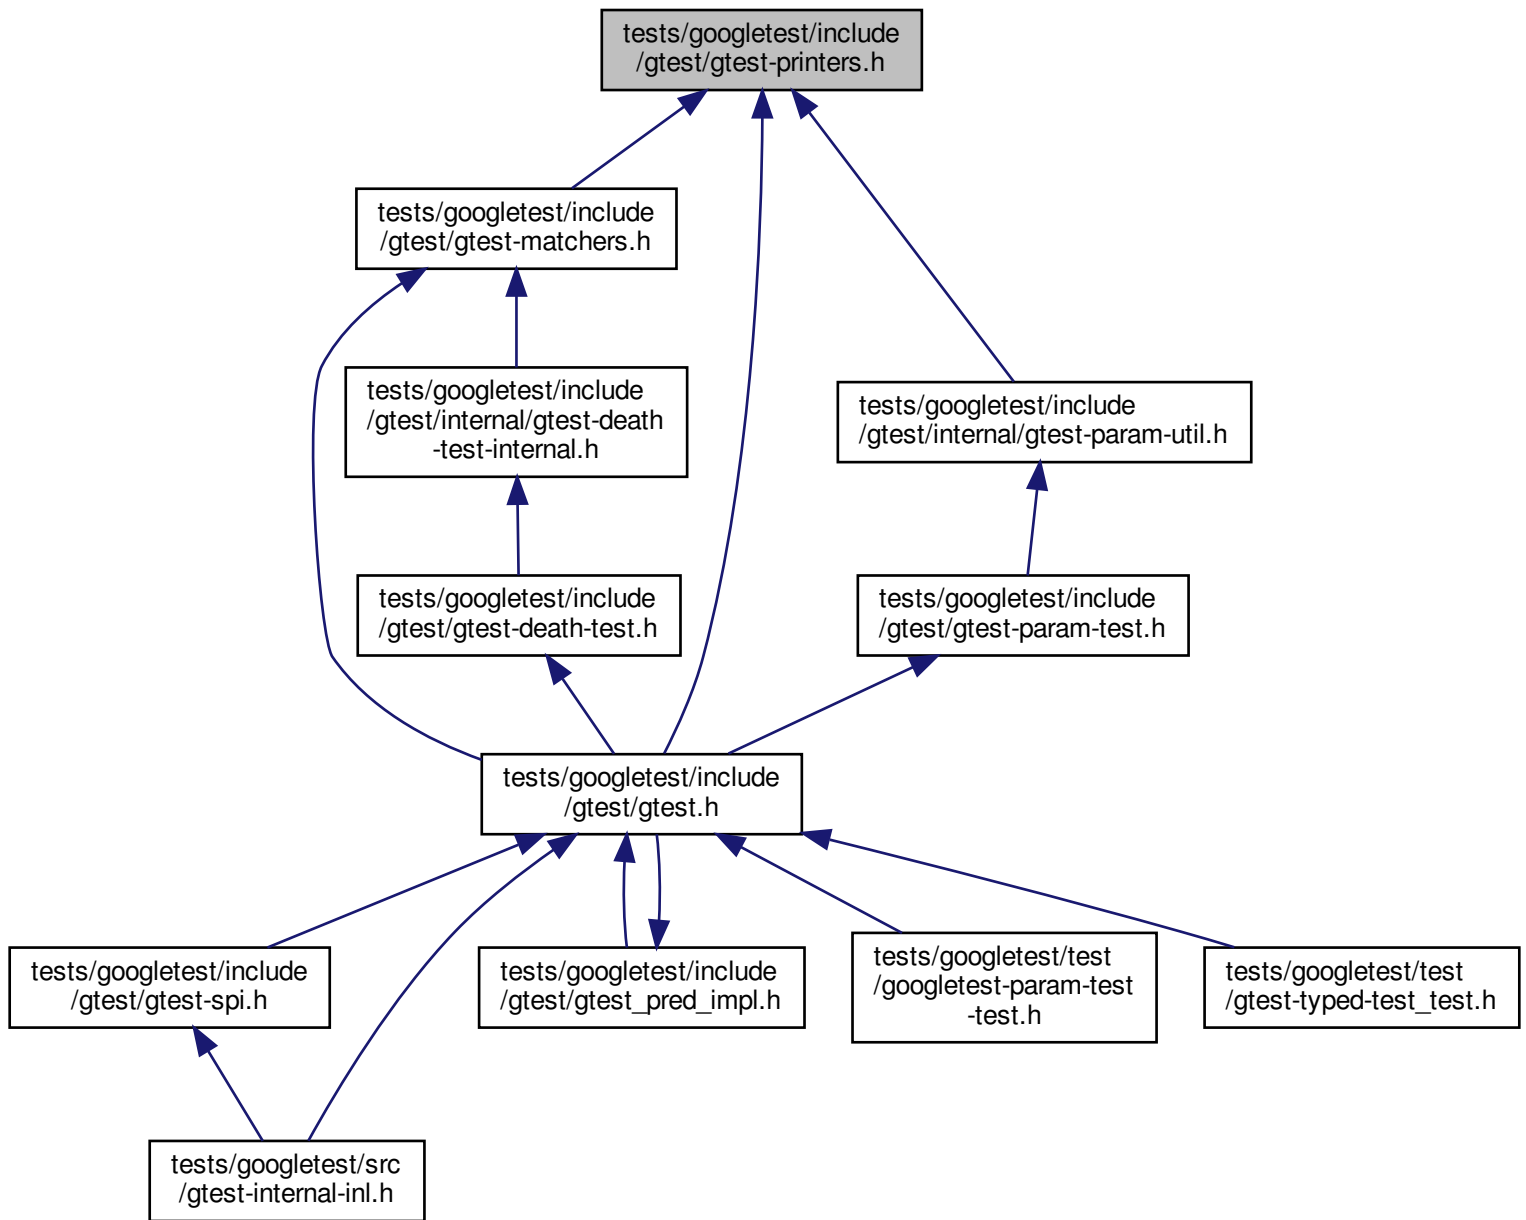 tests/googletest/include
/gtest/gtest-printers.h
tests/googletest/include
/gtest/gtest-matchers.h
tests/googletest/include
/gtest/internal/gtest-death
-test-internal.h
tests/googletest/include
/gtest/internal/gtest-param-util.h
tests/googletest/include
/gtest/gtest-death-test.h
tests/googletest/include
/gtest/gtest-param-test.h
tests/googletest/include
/gtest/gtest.h
tests/googletest/include
/gtest/gtest-spi.h
tests/googletest/include
/gtest/gtest_pred_impl.h
tests/googletest/test
/googletest-param-test
-test.h
tests/googletest/test
/gtest-typed-test_test.h
tests/googletest/src
/gtest-internal-inl.h